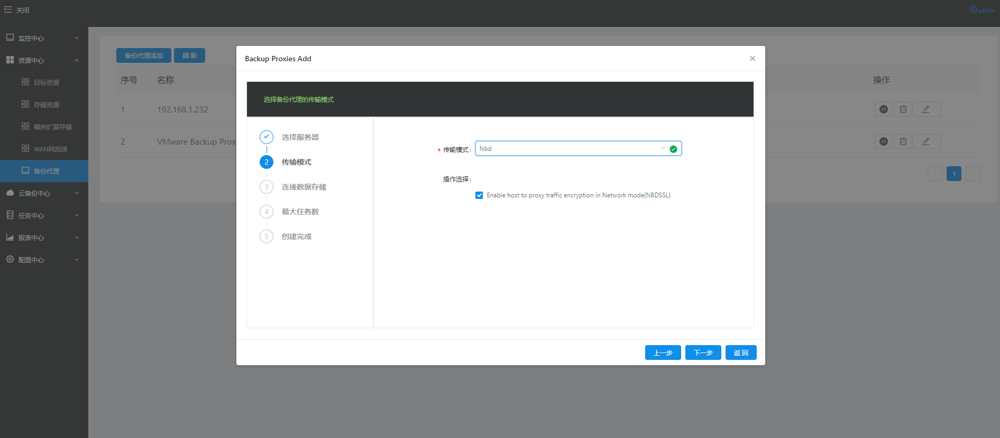 关闭
admin
监控中心
资源中心
目标资源
存储资源
横向扩展存储
WAN网加速
备份代理
云备份中心
任务中心
报表中心
配置中心
备份代理添加
刷 新
序号
名称
操作
1
192.168.1.232
2
VMware Backup Prox
1
Backup Proxies Add
选择备份代理的传输模式
选择服务器
2
传输模式
3
连接数据存储
4
最大任务数
5
创建完成
* 传输模式:
Nbd
操作选择:
Enable host to proxy traffic encryption in Network mode(NBDSSL)
上一步
下一步
返 回